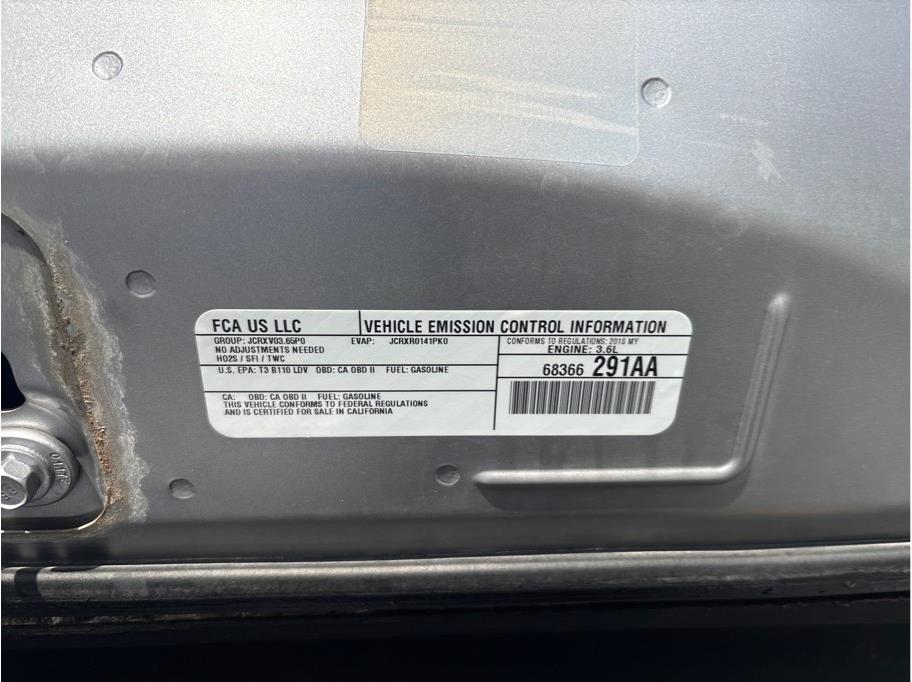 FCA US LLC
VEHICLE EMISSION CONTROL INFORMATION
GROUP: JCRXV03.65P0 EVAP: JCRXR0141PK0
NO ADJUSTMENTS NEEDED
HO2S / SFI / TWC
CONFORMS TO REGULATIONS: 2018 MY
ENGINE: 3.6L
U.S. EPA: T3 B110 LDV OBD: CA OBD II FUEL: GASOLINE
68366 291AA
CA: OBD: CA OBD II FUEL: GASOLINE
THIS VEHICLE CONFORMS TO FEDERAL REGULATIONS
AND IS CERTIFIED FOR SALE IN CALIFORNIA